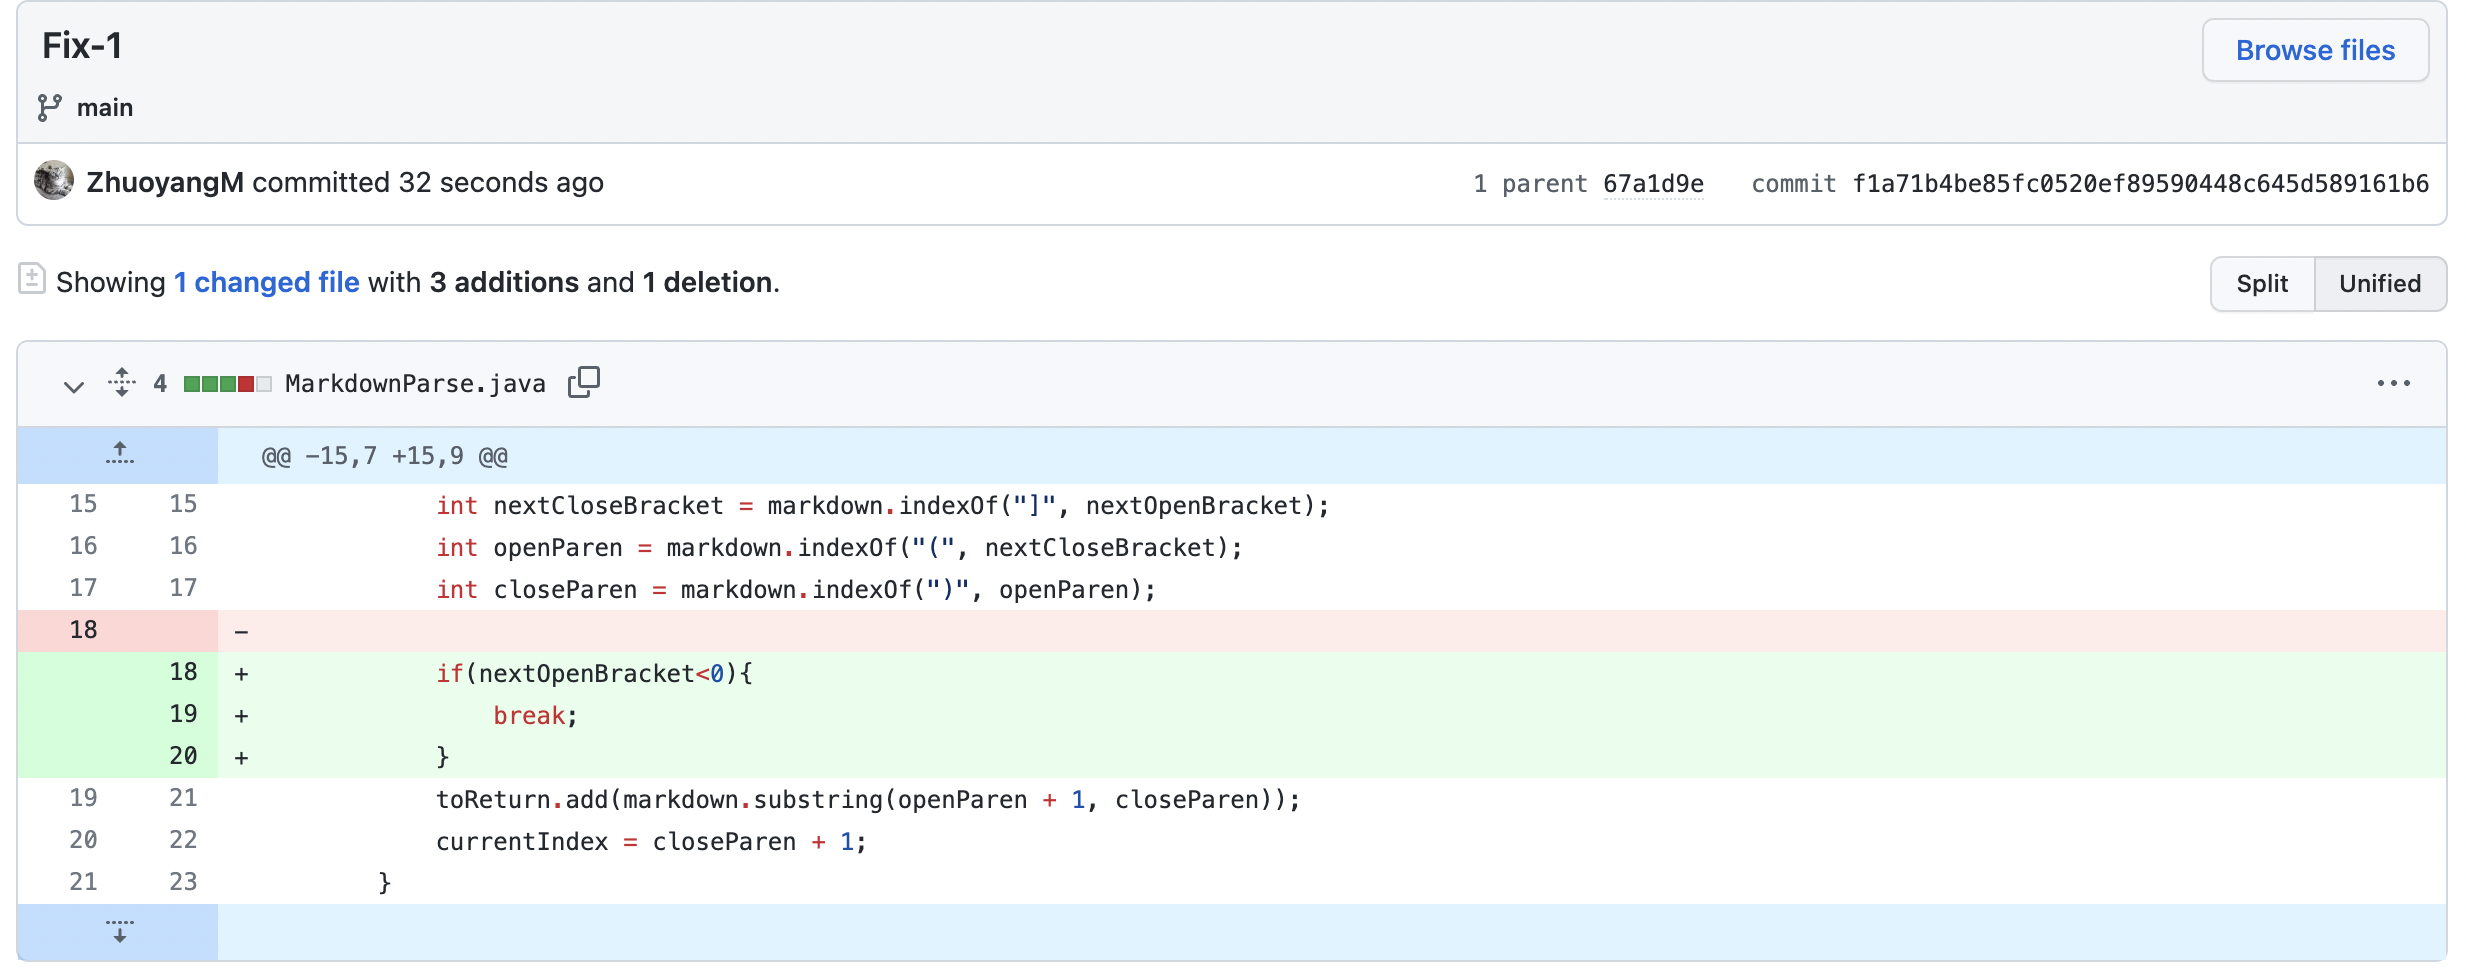 Fix-1
Browse files
main
ZhuoyangM committed 32 seconds ago
1 parent 67a1d9e commit f1a71b4be85fc0520ef89590448c645d589161b6
Showing 1 changed file with 3 additions and 1 deletion.
Split Unified
4 MarkdownParse.java
@@ -15,7 +15,9 @@
15 15 int nextCloseBracket = markdown.indexOf("]", nextOpenBracket);
16 16 int openParen = markdown.indexOf("(", nextCloseBracket);
17 17 int closeParen = markdown.indexOf(")", openParen);
18 -
18 + if(nextOpenBracket<0){
19 + break;
20 + }
19 21 toReturn.add(markdown.substring(openParen + 1, closeParen));
20 22 currentIndex = closeParen + 1;
21 23 }